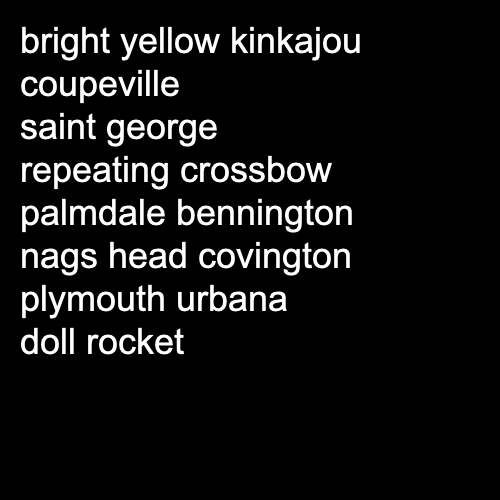 bright yellow kinkajou
coupeville
saint george
repeating crossbow
palmdale bennington
nags head covington
plymouth urbana
doll rocket